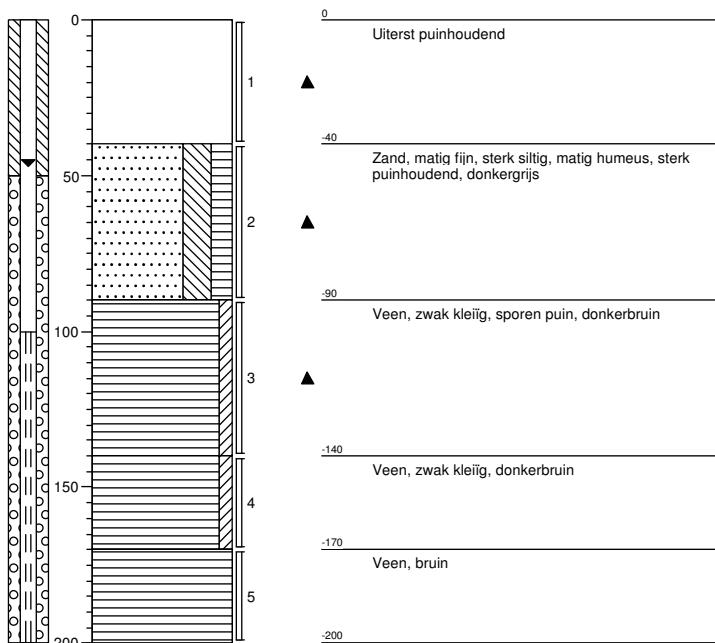 0
0
Uiterst puinhoudend
1
-40
Zand, matig fijn, sterk siltig, matig humeus, sterk
puinhoudend, donkergrijs
50
2
-90
Veen, zwak kleiïg, sporen puin, donkerbruin
100
3
-140
Veen, zwak kleiïg, donkerbruin
150
4
-170
Veen, bruin
5
200
-200